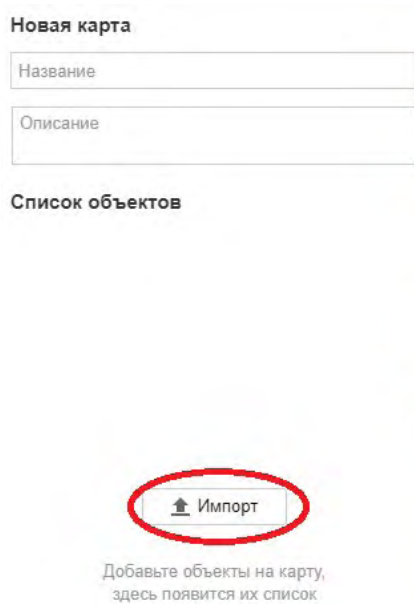 Новая карта
Название
Описание
Список объектов
Импорт
Добавьте объекты на карту,
здесь появится их список